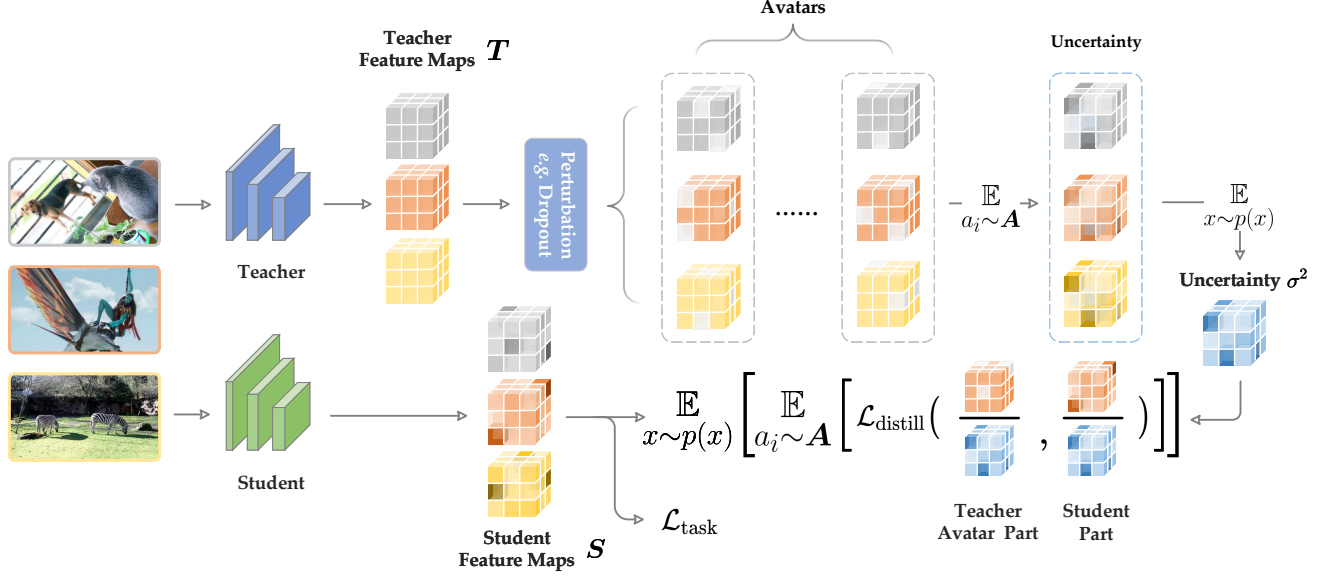 Avatars
Teacher
Feature Maps T
Uncertainty
Perturbation
e.g. Dropout
......
𝔼
aᵢ∼A
𝔼
x∼p(x)
Teacher
Uncertainty σ²
𝔼
x∼p(x)
[
𝔼
aᵢ∼A
[ℒdistill( , )]]
Student
ℒtask
Teacher
Avatar Part
Student
Part
Student
Feature Maps S